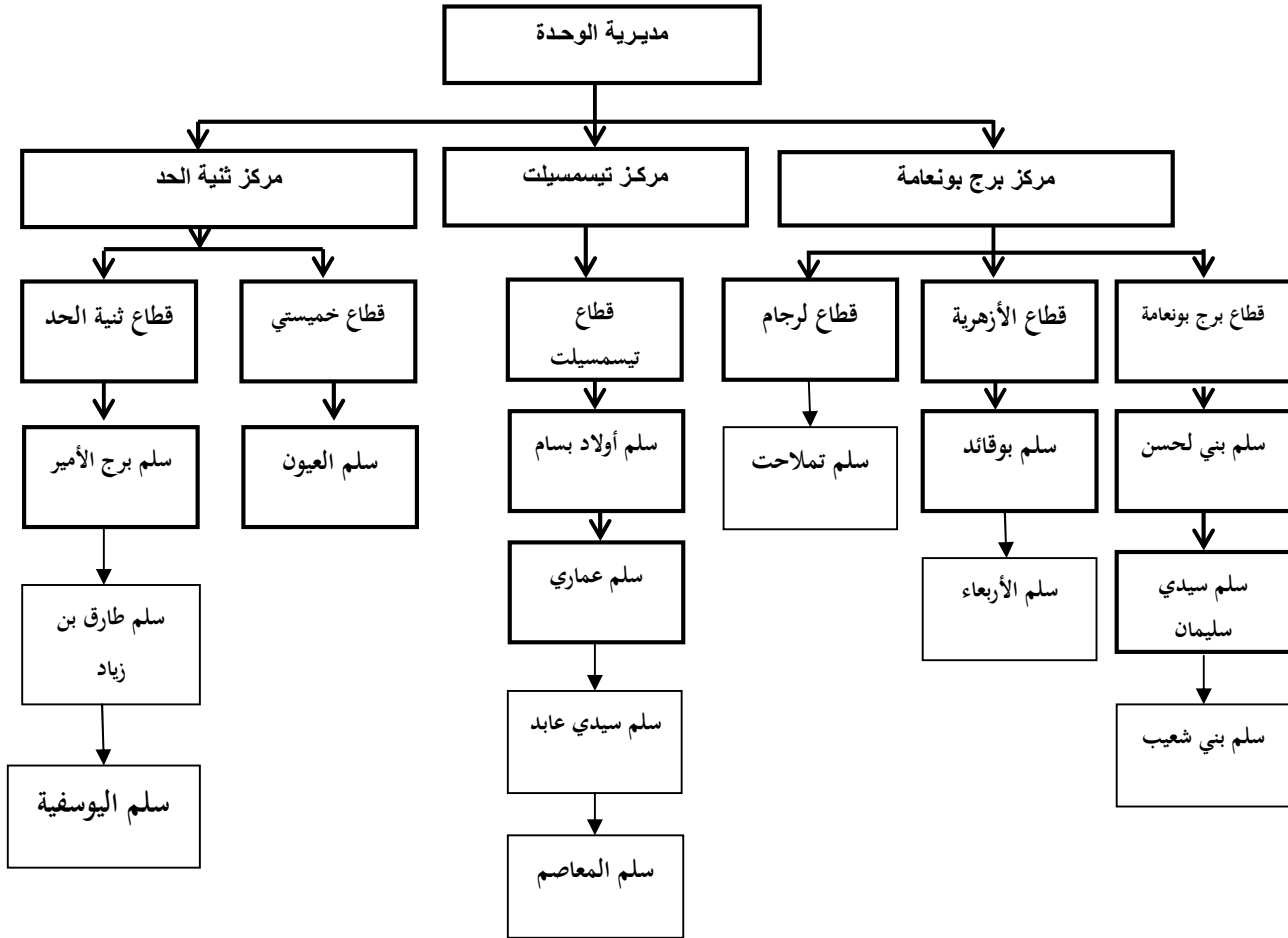 مديرية الوحدة
مركز برج بونعامة
مركز تيسمسيلت
مركز ثنية الحد
قطاع برج بونعامة
قطاع الأزهرية
قطاع لرجام
قطاع
تيسمسيلت
قطاع خميستي
قطاع ثنية الحد
سلم بني لحسن
سلم بوقائد
سلم تملاحت
سلم أولاد بسام
سلم العيون
سلم برج الأمير
سلم سيدي
سليمان
سلم الأربعاء
سلم عماري
سلم طارق بن
زياد
سلم بني شعيب
سلم سيدي عابد
سلم اليوسفية
سلم المعاصم